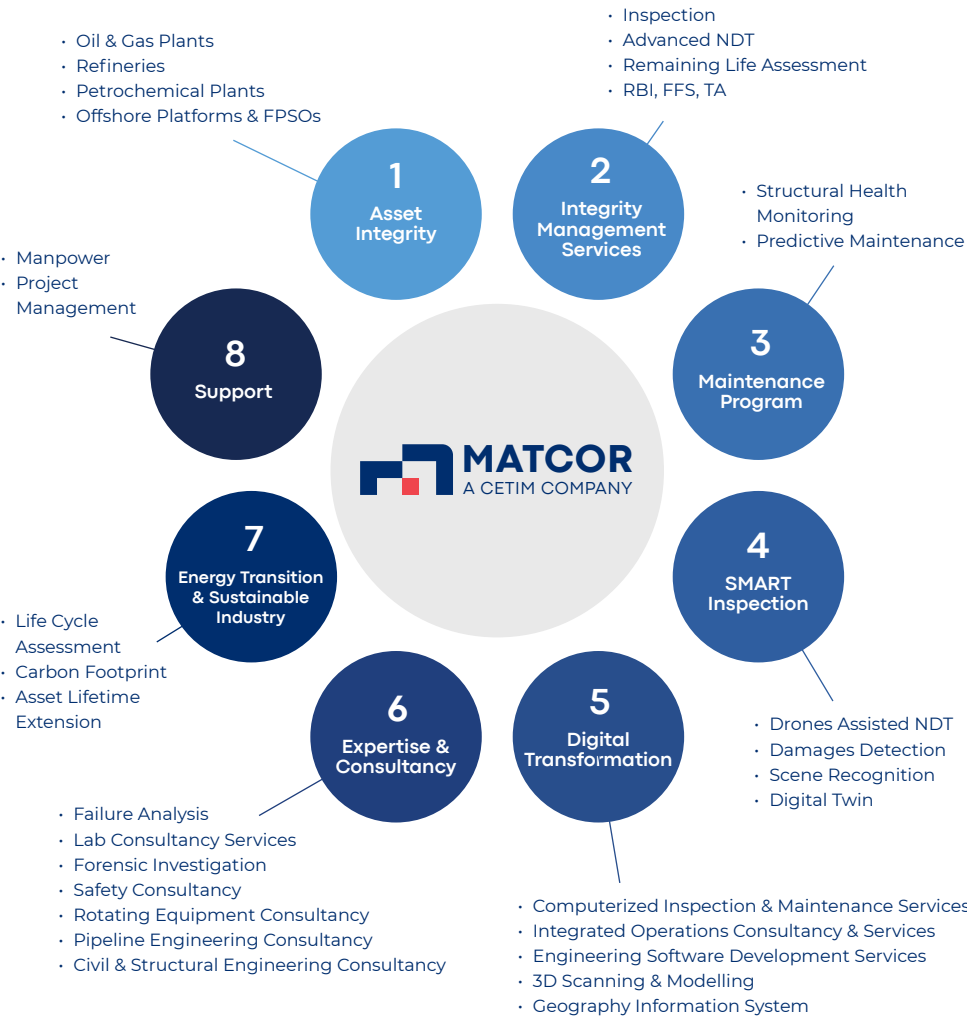 • Oil & Gas Plants
• Refineries
• Petrochemical Plants
• Offshore Platforms & FPSOs
1
Asset
Integrity
• Inspection
• Advanced NDT
• Remaining Life Assessment
• RBI, FFS, TA
2
Integrity
Management
Services
• Structural Health
Monitoring
• Predictive Maintenance
3
Maintenance
Program
4
SMART
Inspection
• Drones Assisted NDT
• Damages Detection
• Scene Recognition
• Digital Twin
5
Digital
Transformation
• Computerized Inspection & Maintenance Services
• Integrated Operations Consultancy & Services
• Engineering Software Development Services
• 3D Scanning & Modelling
• Geography Information System
6
Expertise &
Consultancy
• Failure Analysis
• Lab Consultancy Services
• Forensic Investigation
• Safety Consultancy
• Rotating Equipment Consultancy
• Pipeline Engineering Consultancy
• Civil & Structural Engineering Consultancy
7
Energy Transition
& Sustainable
Industry
• Life Cycle
Assessment
• Carbon Footprint
• Asset Lifetime
Extension
8
Support
• Manpower
• Project
Management
MATCOR
A CETIM COMPANY